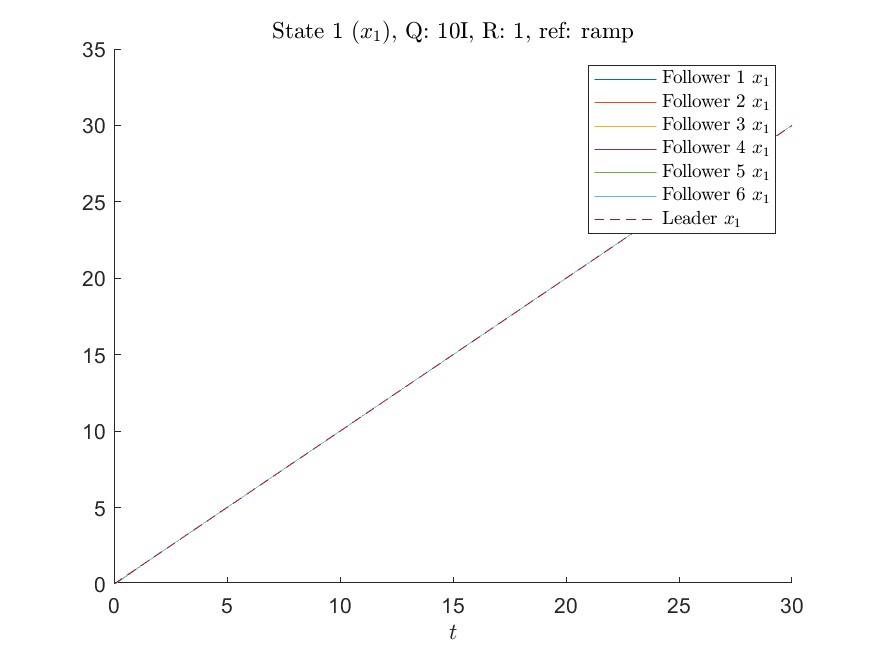 State 1 (x₁), Q: 10I, R: 1, ref: ramp
35
30
25
20
15
10
5
0
Follower 1 x₁
Follower 2 x₁
Follower 3 x₁
Follower 4 x₁
Follower 5 x₁
Follower 6 x₁
Leader x₁
0 5 10 15 20 25 30
t